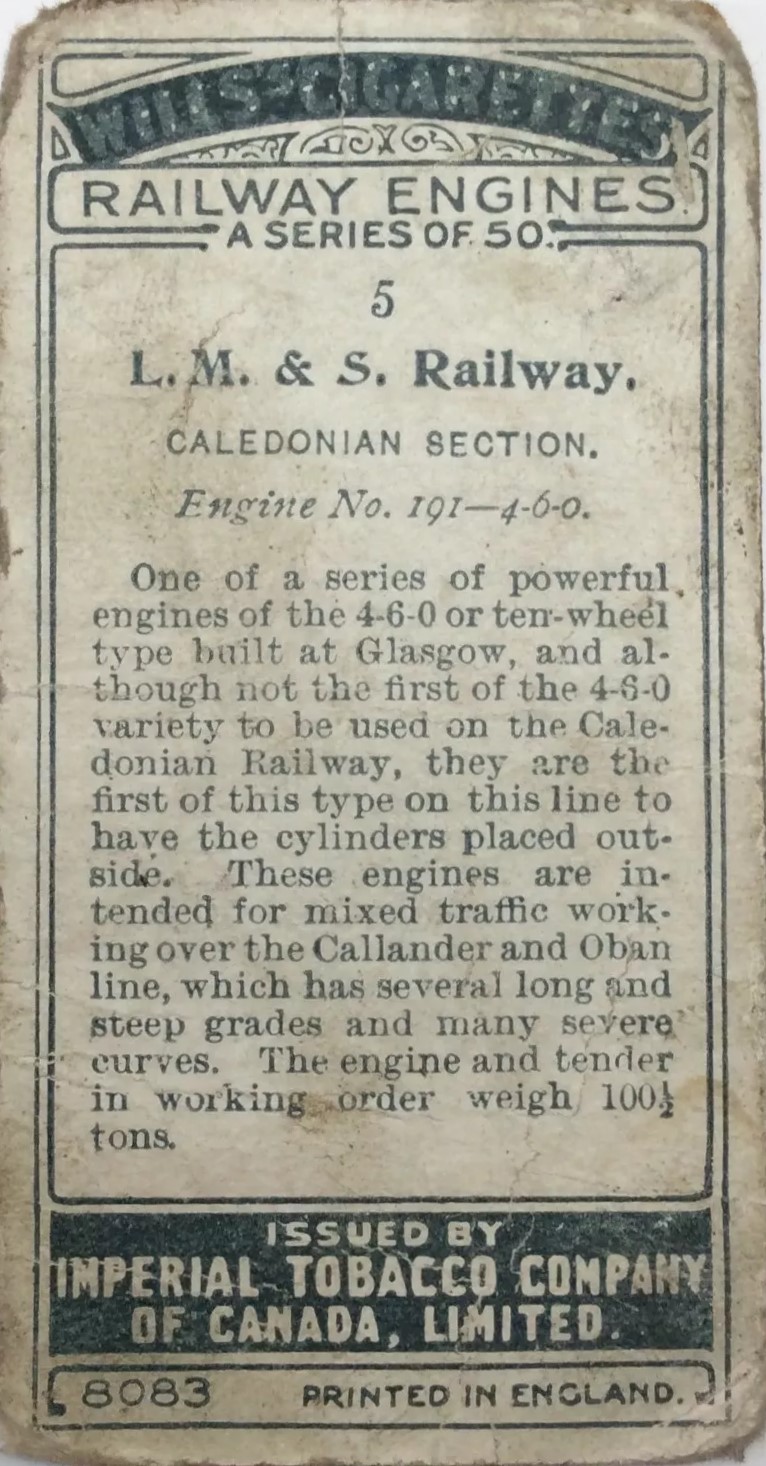 WILLS'S CIGARETTES
RAILWAY ENGINES.
A SERIES OF 50.
5
L. M. & S. Railway.
CALEDONIAN SECTION.
Engine No. 191—4-6-0.
One of a series of powerful
engines of the 4-6-0 or ten-wheel
type built at Glasgow, and al-
though not the first of the 4-6-0
variety to be used on the Cale-
donian Railway, they are the
first of this type on this line to
have the cylinders placed out-
side. These engines are in-
tended for mixed traffic work-
ing over the Callander and Oban
line, which has several long and
steep grades and many severe
curves. The engine and tender
in working order weigh 100½
tons.
ISSUED BY
IMPERIAL TOBACCO COMPANY
OF CANADA, LIMITED.
8083 PRINTED IN ENGLAND.